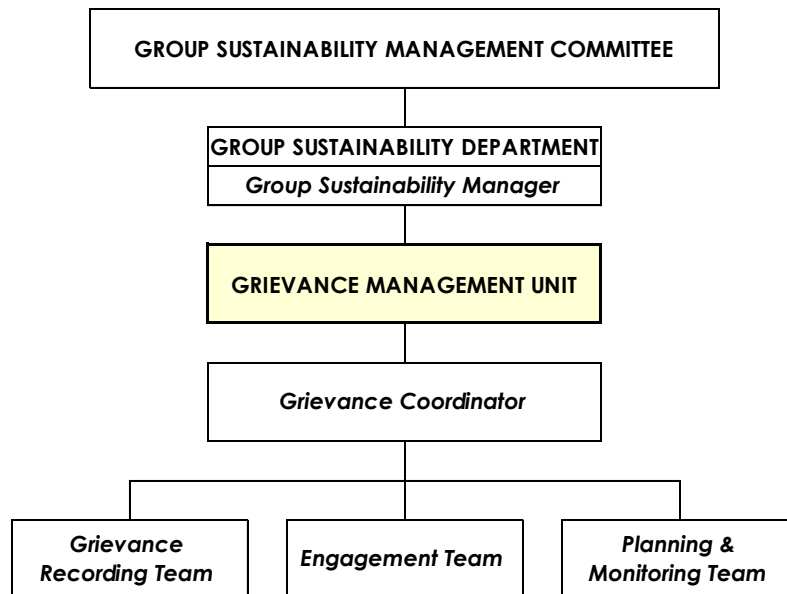 GROUP SUSTAINABILITY MANAGEMENT COMMITTEE
GROUP SUSTAINABILITY DEPARTMENT
Group Sustainability Manager
GRIEVANCE MANAGEMENT UNIT
Grievance Coordinator
Grievance
Recording Team
Engagement Team
Planning &
Monitoring Team